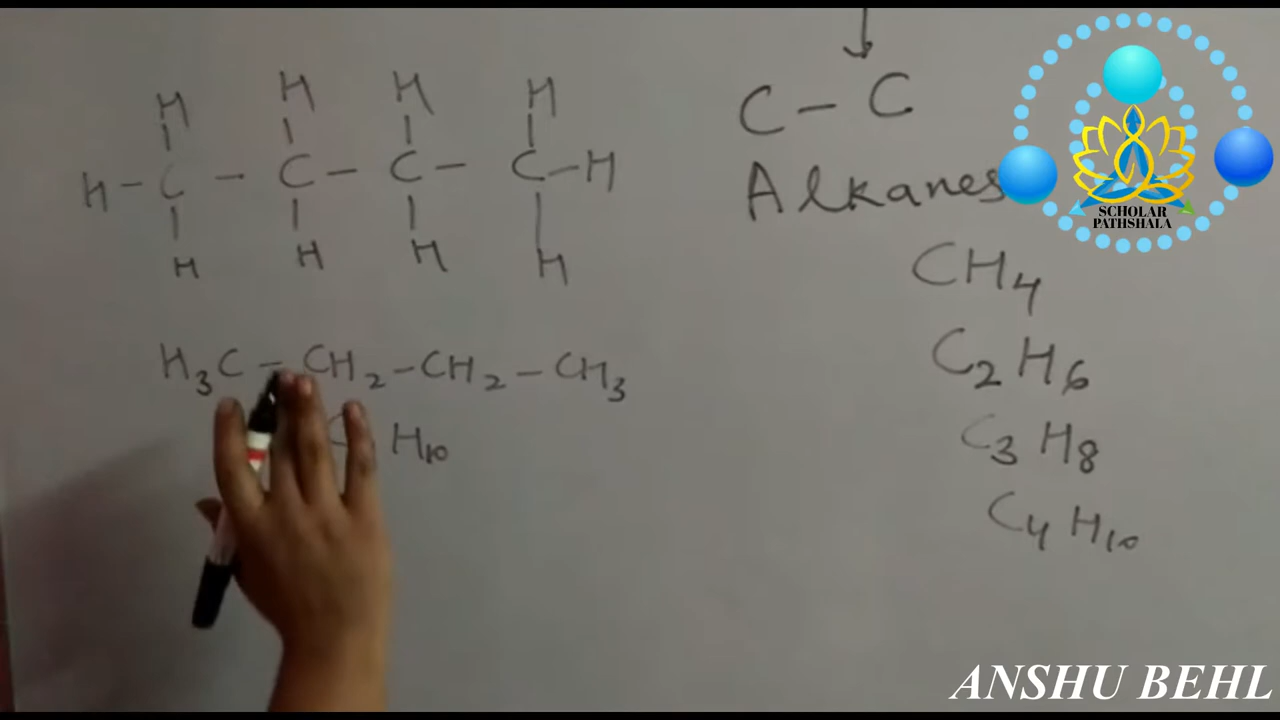 H H H H
H - C - C - C - C - H
H H H H
H3C - CH2 - CH2 - CH3
H10
C - C
Alkanes
CH4
C2H6
C3H8
C4H10
SCHOLAR
PATHSHALA
ANSHU BEHL